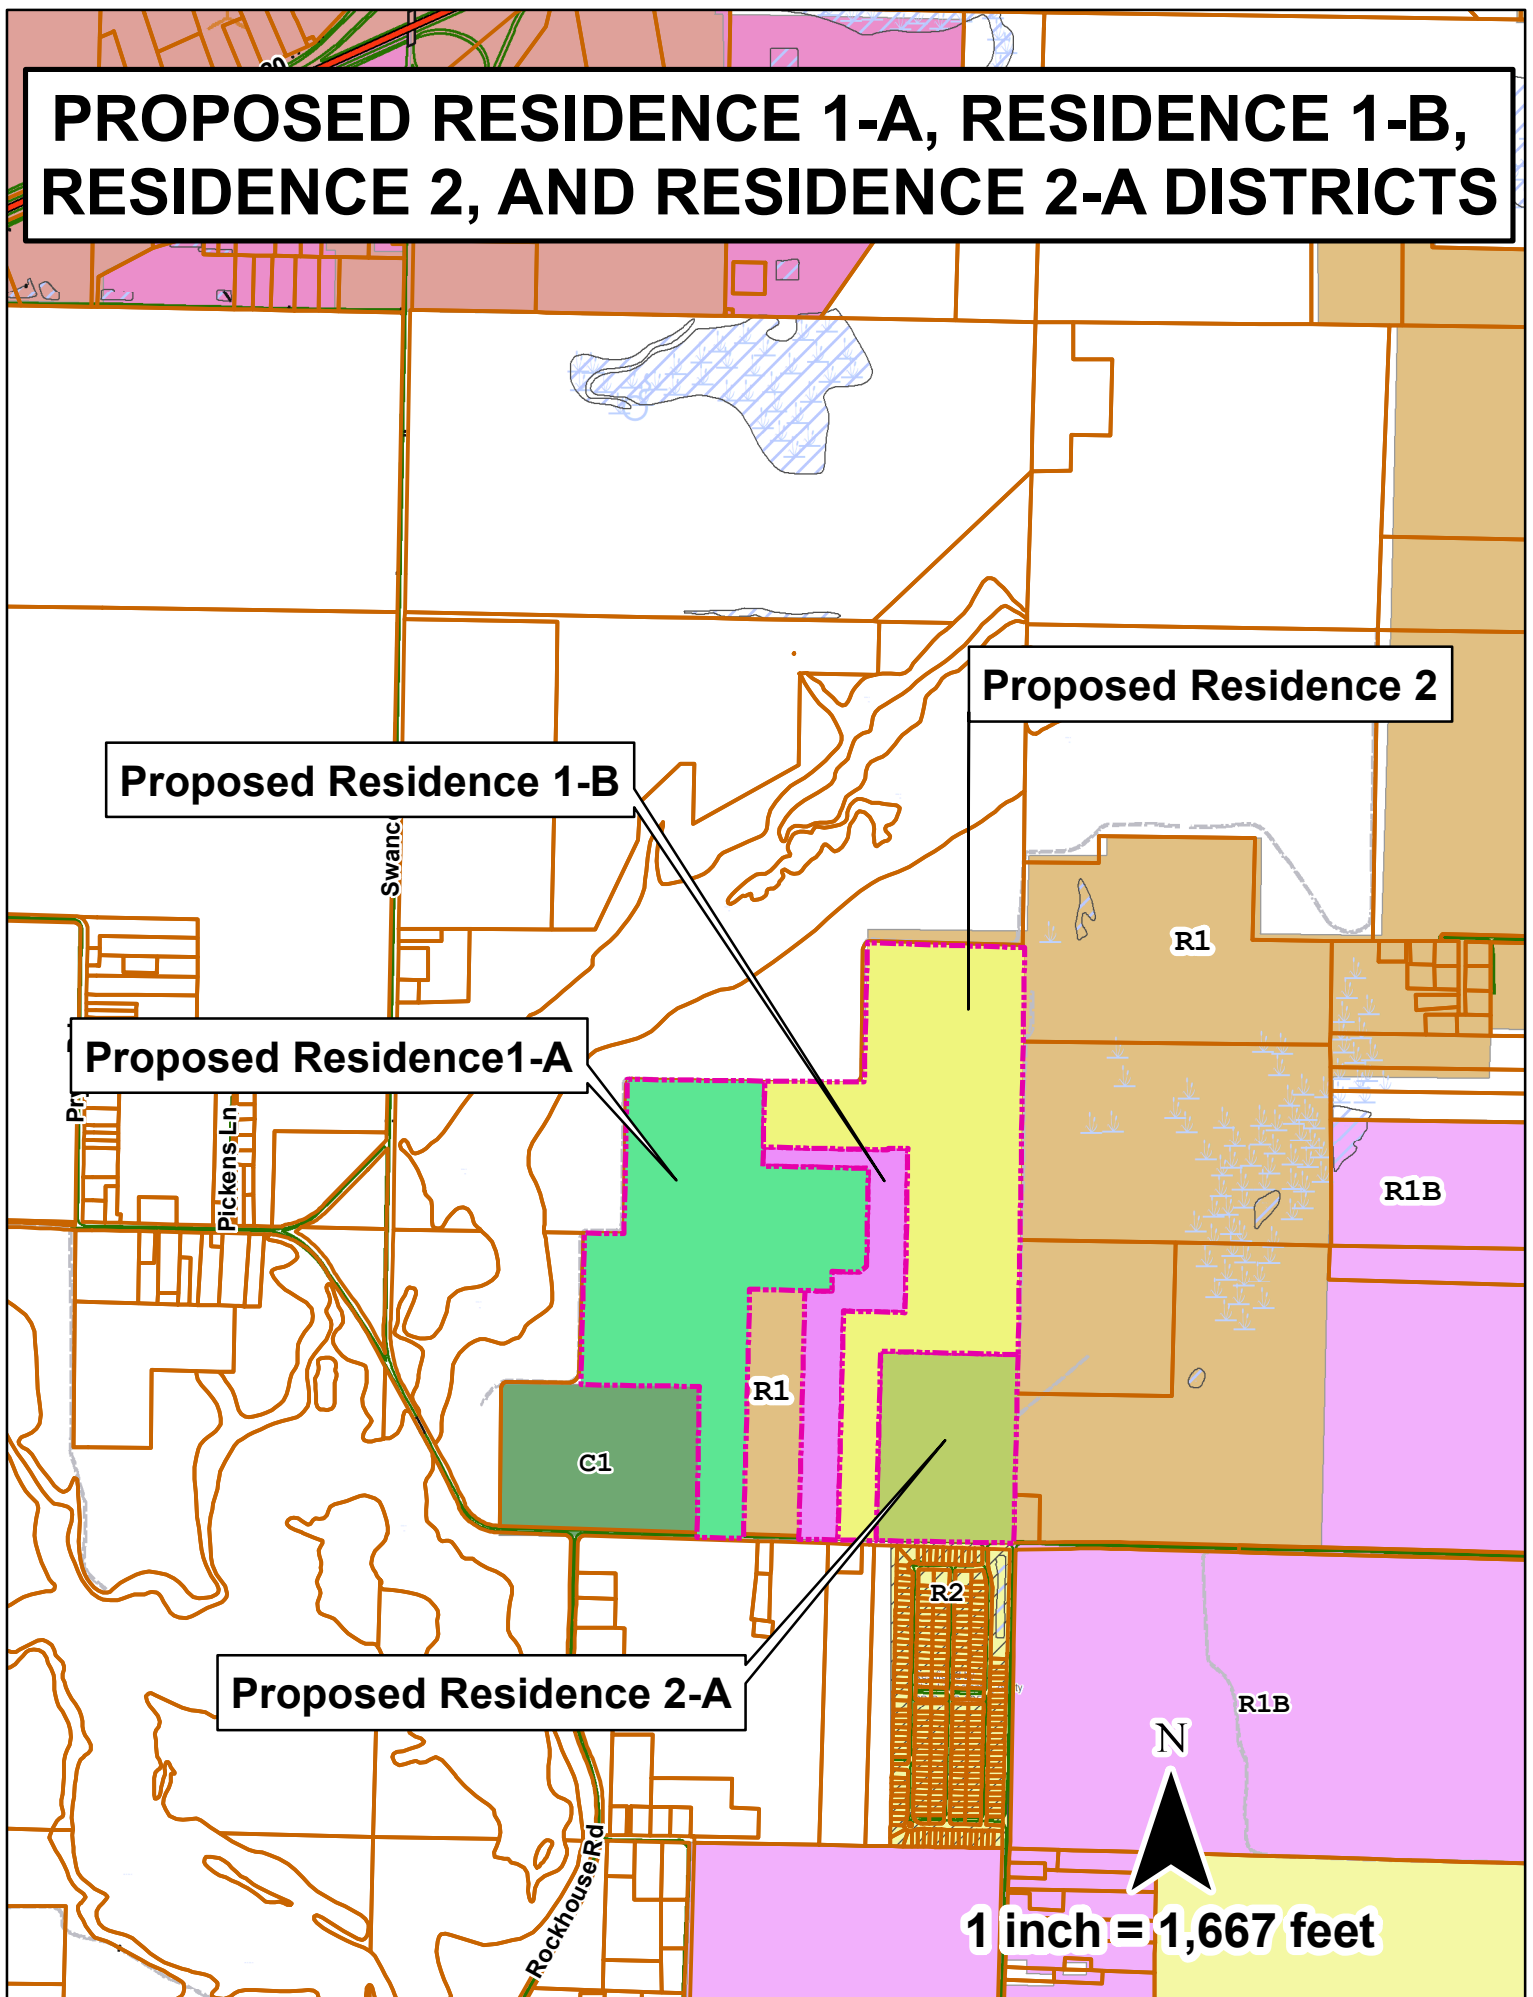 PROPOSED RESIDENCE 1-A, RESIDENCE 1-B,
RESIDENCE 2, AND RESIDENCE 2-A DISTRICTS
Proposed Residence 2
Proposed Residence 1-B
Swanc
R1
Proposed Residence1-A
Pickens Ln
R1B
R1
C1
R2
Proposed Residence 2-A
R1B
N
Rockhouse Rd
1 inch = 1,667 feet